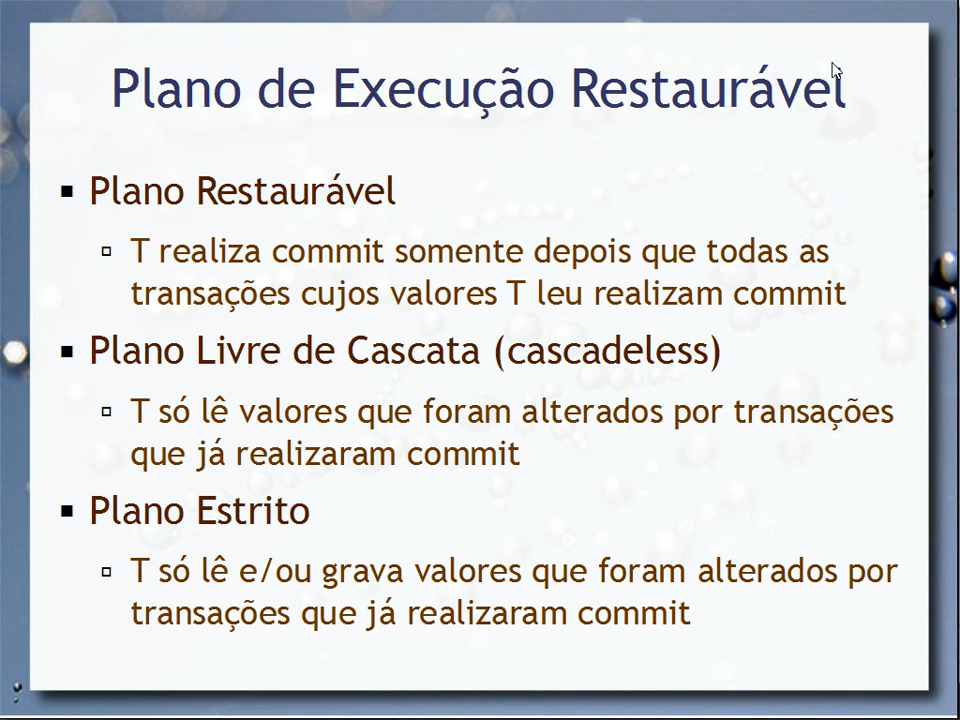 Plano de Execução Restaurável
Plano Restaurável
T realiza commit somente depois que todas as
transações cujos valores T leu realizam commit
Plano Livre de Cascata (cascadeless)
T só lê valores que foram alterados por transações
que já realizaram commit
Plano Estrito
T só lê e/ou grava valores que foram alterados por
transações que já realizaram commit